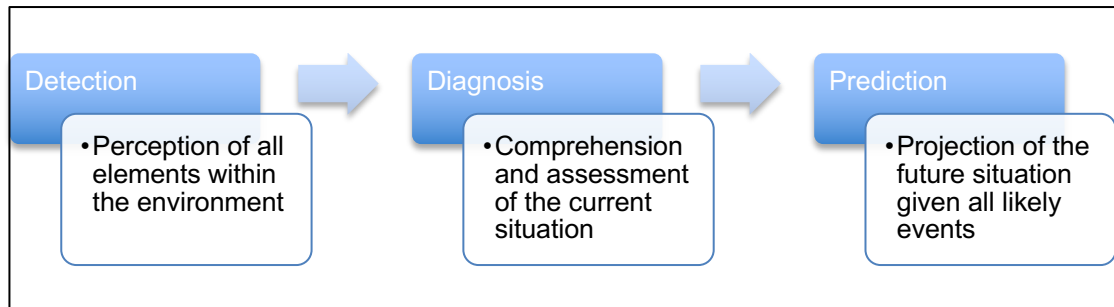 Detection
•Perception of all
elements within
the environment
Diagnosis
•Comprehension
and assessment
of the current
situation
Prediction
•Projection of the
future situation
given all likely
events